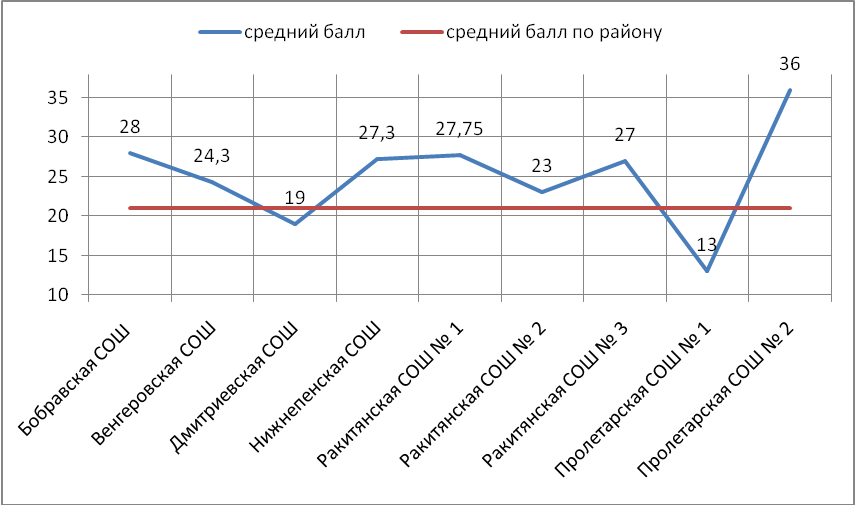 средний балл
средний балл по району
36
35
30
25
20
15
10
28
24,3
19
27,3
27,75
23
27
13
Бобравская СОШ
Венгеровская СОШ
Дмитриевская СОШ
Нижнепенская СОШ
Ракитянская СОШ № 1
Ракитянская СОШ № 2
Ракитянская СОШ № 3
Пролетарская СОШ № 1
Пролетарская СОШ № 2